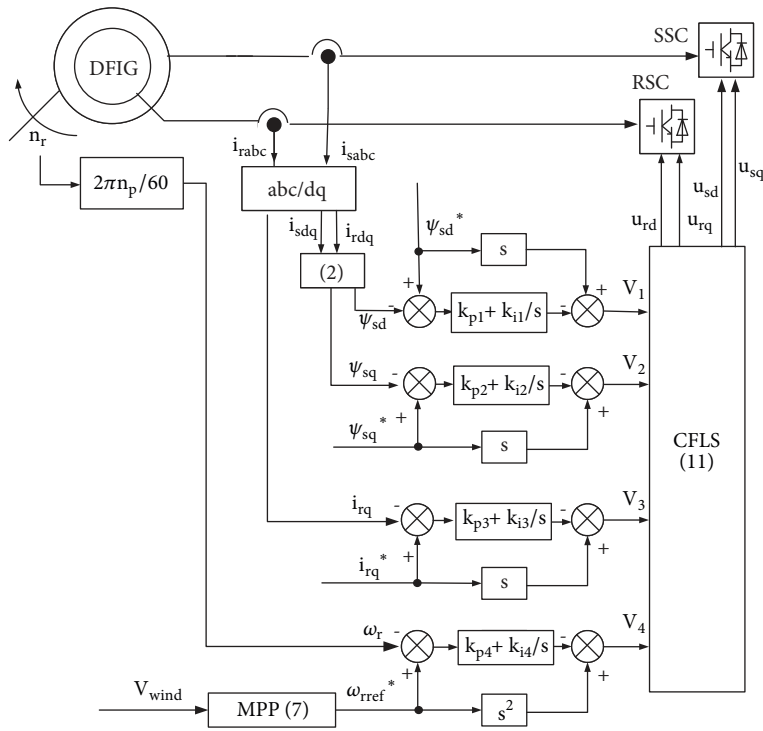 SSC
DFIG
RSC
n_r
i_rabc
i_sabc
u_sq
2πn_p/60
abc/dq
u_sd
u_rd
u_rq
i_sdq
i_rdq
ψ_sd*
s
(2)
+
+
V_1
-
k_p1 + k_i1/s
-
ψ_sd
ψ_sq
-
k_p2 + k_i2/s
-
V_2
+
+
ψ_sq*
s
CFLS
(11)
i_rq
-
k_p3 + k_i3/s
-
V_3
+
+
i_rq*
s
ω_r
-
k_p4 + k_i4/s
-
V_4
+
+
V_wind
MPP (7)
ω_rref*
s^2